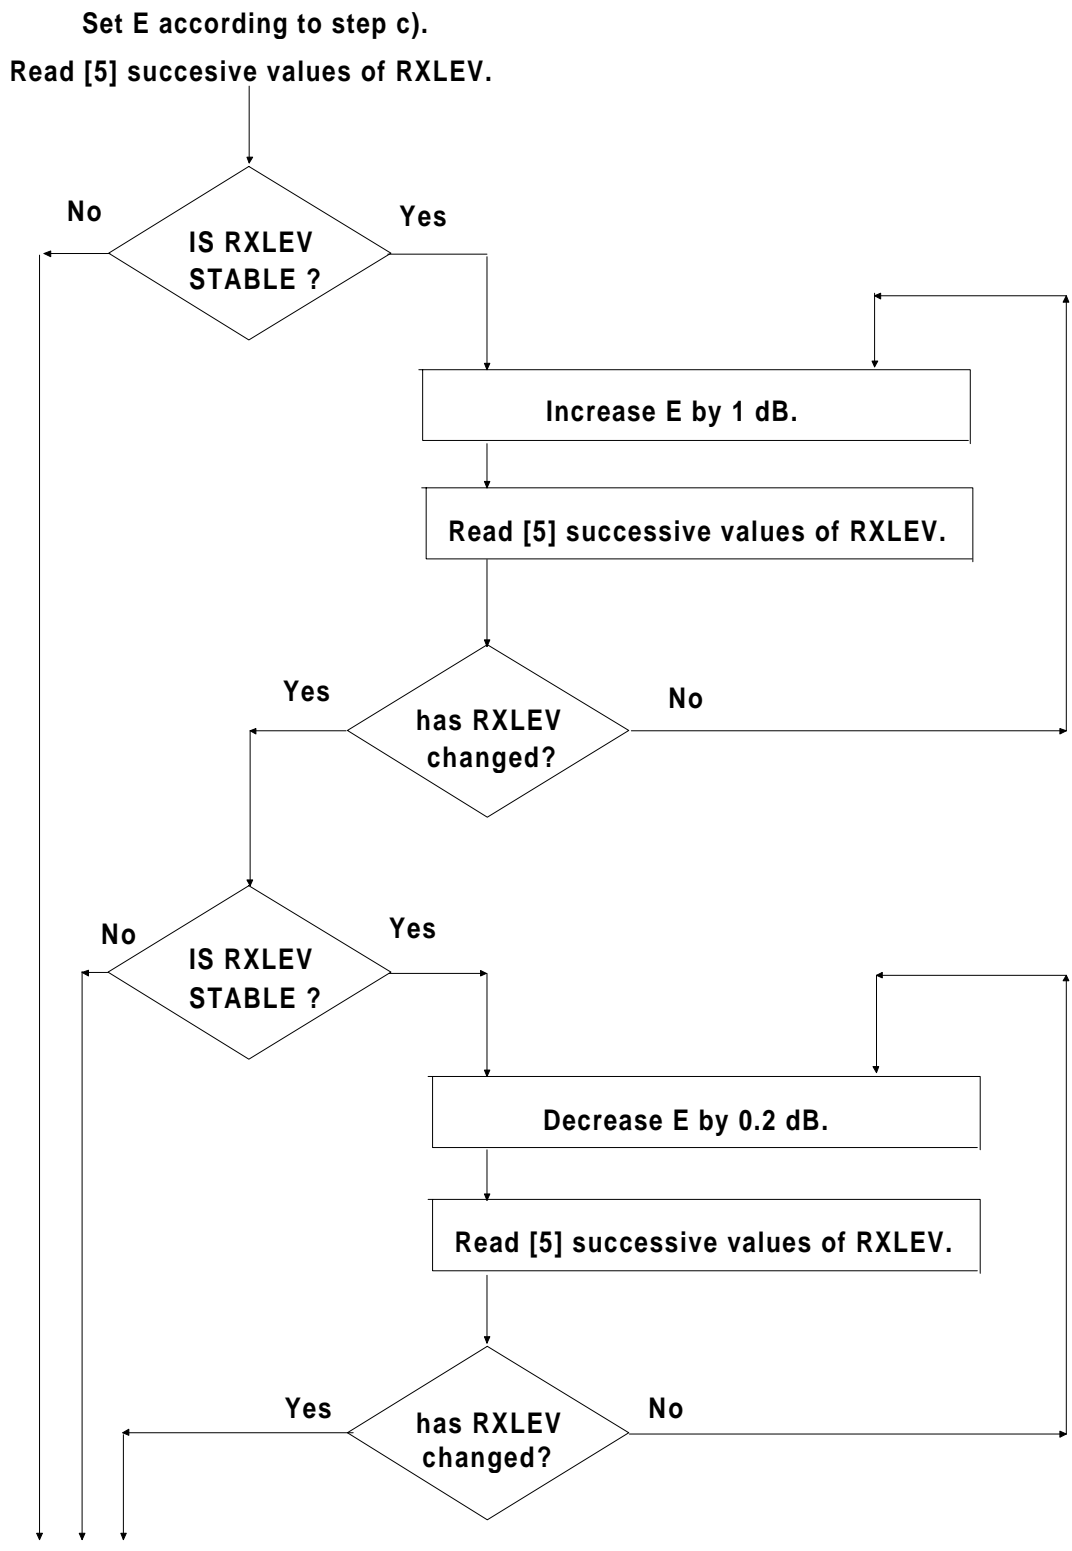 Set E according to step c).
Read [5] succesive values of RXLEV.
No
Yes
IS RXLEV
STABLE ?
Increase E by 1 dB.
Read [5] successive values of RXLEV.
Yes
No
has RXLEV
changed?
No
Yes
IS RXLEV
STABLE ?
Decrease E by 0.2 dB.
Read [5] successive values of RXLEV.
Yes
No
has RXLEV
changed?